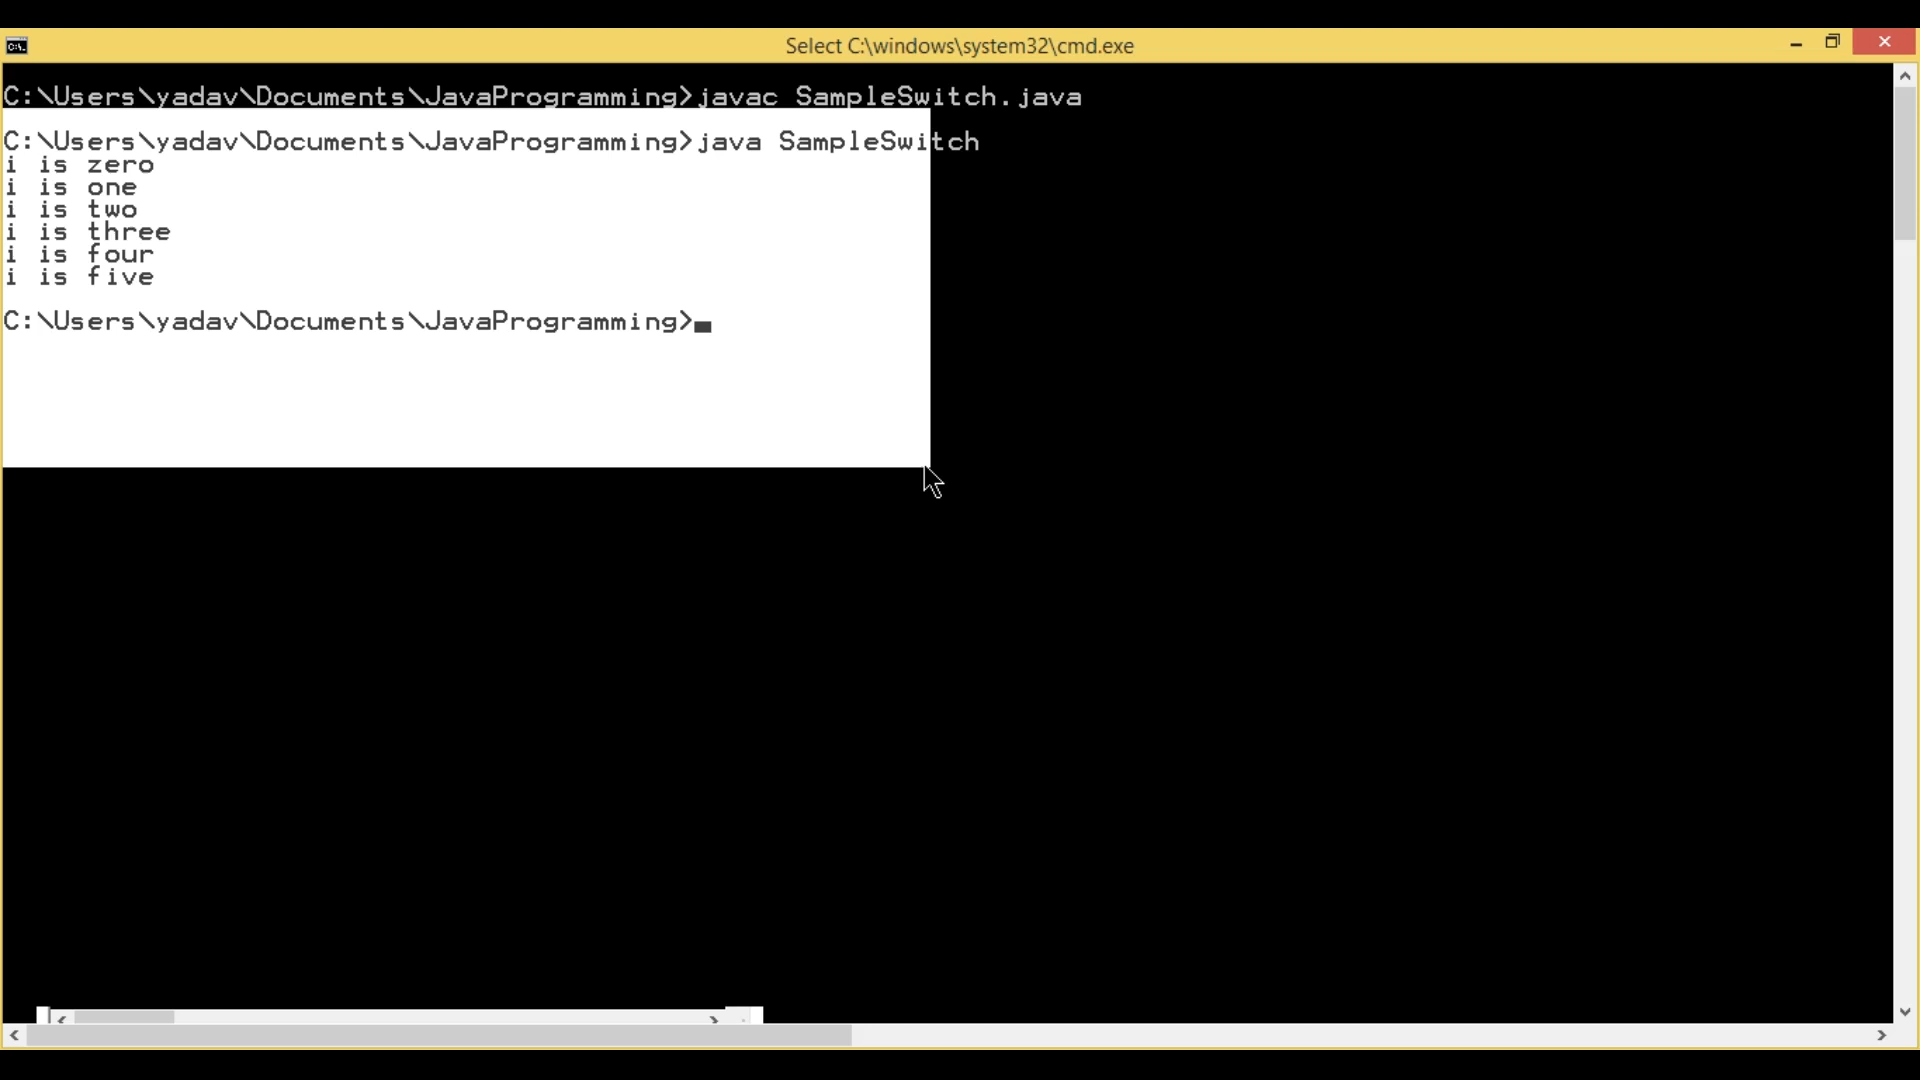 Select C:\windows\system32\cmd.exe
C:\Users\yadav\Documents\JavaProgramming>javac SampleSwitch.java
C:\Users\yadav\Documents\JavaProgramming>java SampleSwitch
i is zero
i is one
i is two
i is three
i is four
i is five
C:\Users\yadav\Documents\JavaProgramming>